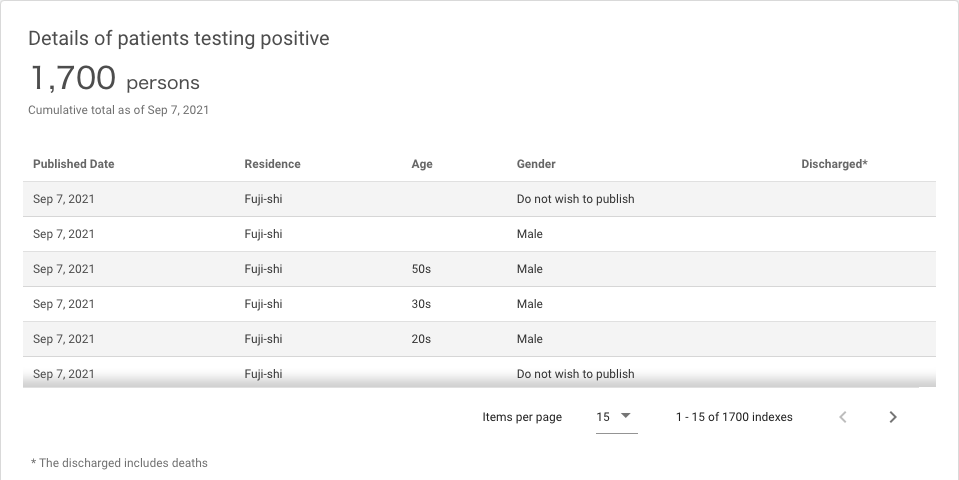 Details of patients testing positive
1,700 persons
Cumulative total as of Sep 7, 2021
Published Date Residence Age Gender Discharged*
Sep 7, 2021 Fuji-shi Do not wish to publish
Sep 7, 2021 Fuji-shi Male
Sep 7, 2021 Fuji-shi 50s Male
Sep 7, 2021 Fuji-shi 30s Male
Sep 7, 2021 Fuji-shi 20s Male
Sep 7, 2021 Fuji-shi Do not wish to publish
Items per page 15 1 - 15 of 1700 indexes
* The discharged includes deaths